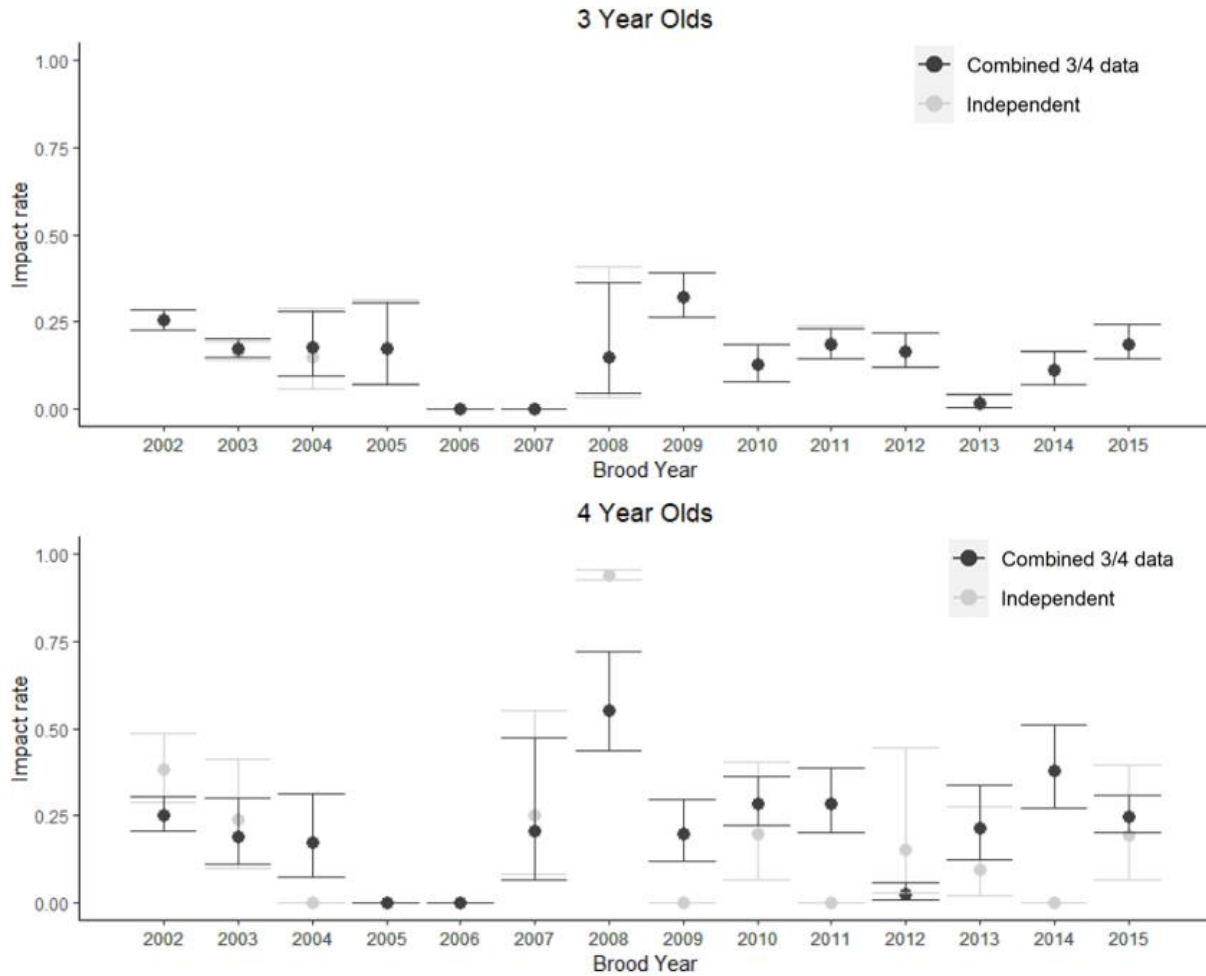 3 Year Olds
1.00
0.75
0.50
0.25
0.00
Impact rate
Combined 3/4 data
Independent
2002 2003 2004 2005 2006 2007 2008 2009 2010 2011 2012 2013 2014 2015
Brood Year
4 Year Olds
1.00
0.75
0.50
0.25
0.00
Impact rate
Combined 3/4 data
Independent
2002 2003 2004 2005 2006 2007 2008 2009 2010 2011 2012 2013 2014 2015
Brood Year